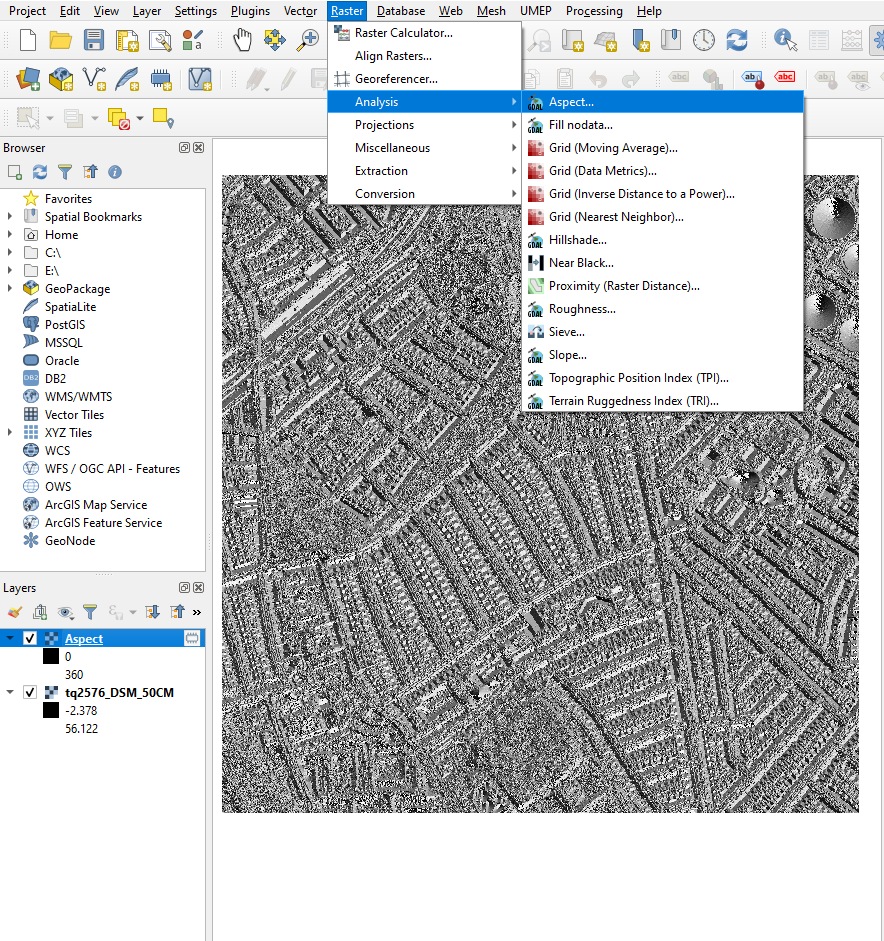 Project Edit View Layer Settings Plugins Vector Raster Database Web Mesh UMEP Processing Help
Raster Calculator...
Align Rasters...
Georeferencer...
Analysis
Projections
Miscellaneous
Extraction
Conversion
Aspect...
Fill nodata...
Grid (Moving Average)...
Grid (Data Metrics)...
Grid (Inverse Distance to a Power)...
Grid (Nearest Neighbor)...
Hillshade...
Near Black...
Proximity (Raster Distance)...
Roughness...
Sieve...
Slope...
Topographic Position Index (TPI)...
Terrain Ruggedness Index (TRI)...
abc
ab
abc
ab
abc
Browser
Favorites
Spatial Bookmarks
Home
C:\
E:\
GeoPackage
SpatiaLite
PostGIS
MSSQL
Oracle
DB2
WMS/WMTS
Vector Tiles
XYZ Tiles
WCS
WFS / OGC API - Features
OWS
ArcGIS Map Service
ArcGIS Feature Service
GeoNode
Layers
Aspect
0
360
tq2576_DSM_50CM
-2.378
56.122